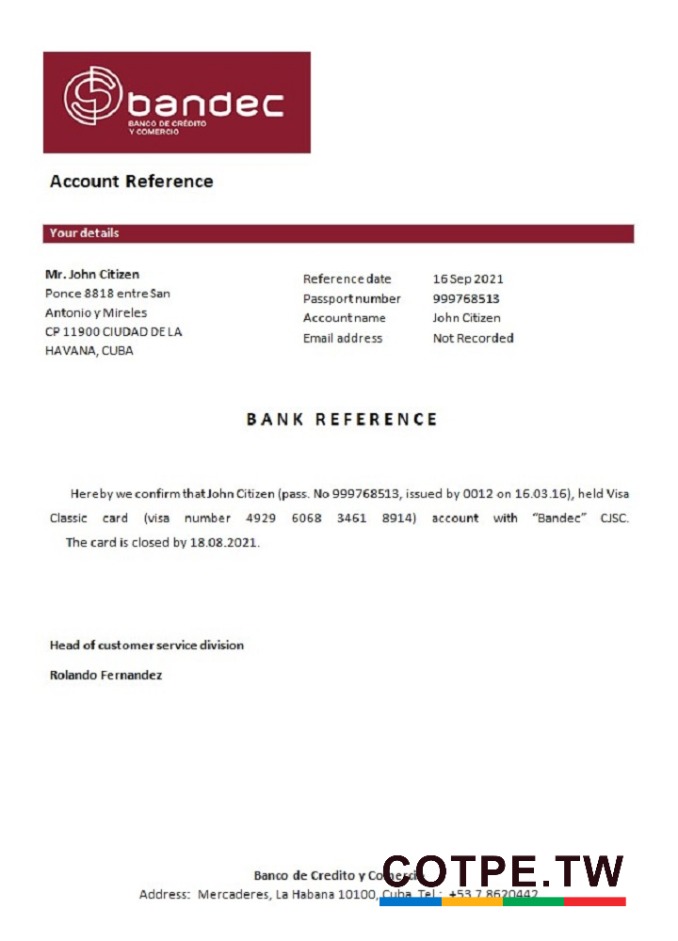 bandec
BANCO DE CRÉDITO
Y COMERCIO
Account Reference
Your details
Mr. John Citizen
Ponce 8818 entre San
Antonio y Mireles
CP 11900 CIUDAD DE LA
HAVANA, CUBA
Reference date 16 Sep 2021
Passport number 999768513
Account name John Citizen
Email address Not Recorded
BANK REFERENCE
Hereby we confirm that John Citizen (pass. No 999768513, issued by 0012 on 16.03.16), held Visa
Classic card (visa number 4929 6068 3461 8914) account with “Bandec” CJSC.
The card is closed by 18.08.2021.
Head of customer service division
Rolando Fernandez
Banco de Credito y Comercio
Address: Mercaderes, La Habana 10100, Cuba Tel.: +53 7 8620442
COTPE.TW